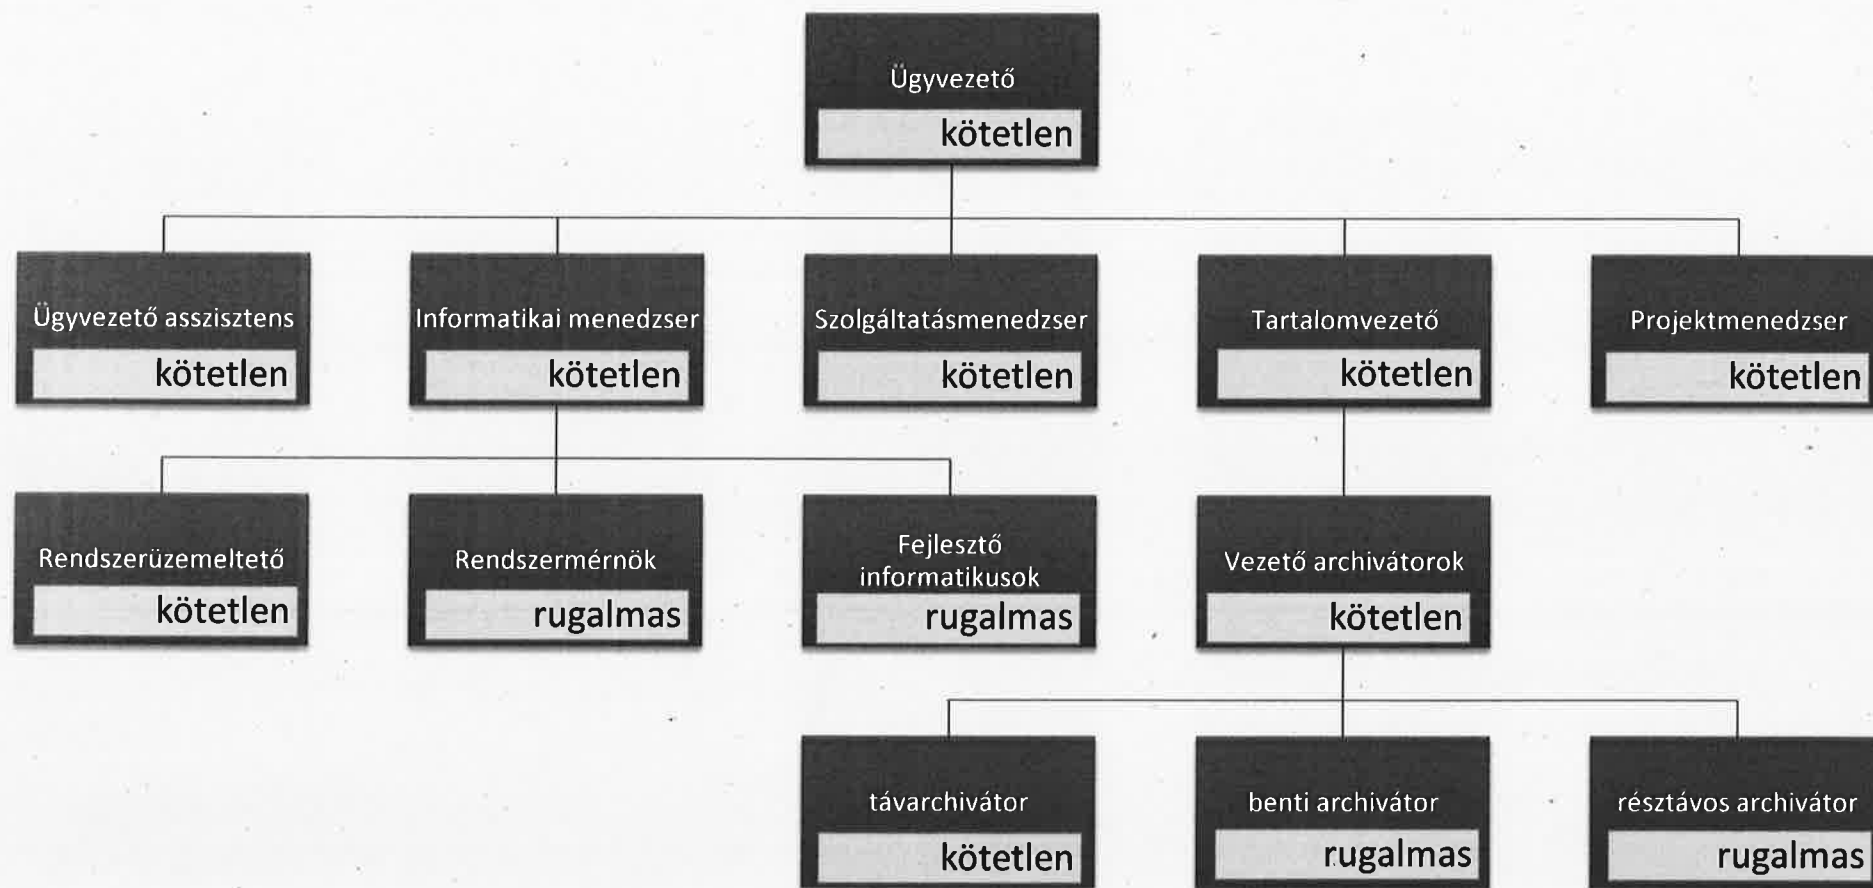 Ügyvezető
kötetlen
Ügyvezető asszisztens
kötetlen
Informatikai menedzser
kötetlen
Szolgáltatásmenedzser
kötetlen
Tartalomvezető
kötetlen
Projektmenedzser
kötetlen
Rendszerüzemeltető
kötetlen
Rendszermérnök
rugalmas
Fejlesztő
informatikusok
rugalmas
Vezető archivátorok
kötetlen
távarchivátor
kötetlen
benti archivátor
rugalmas
résztávos archivátor
rugalmas